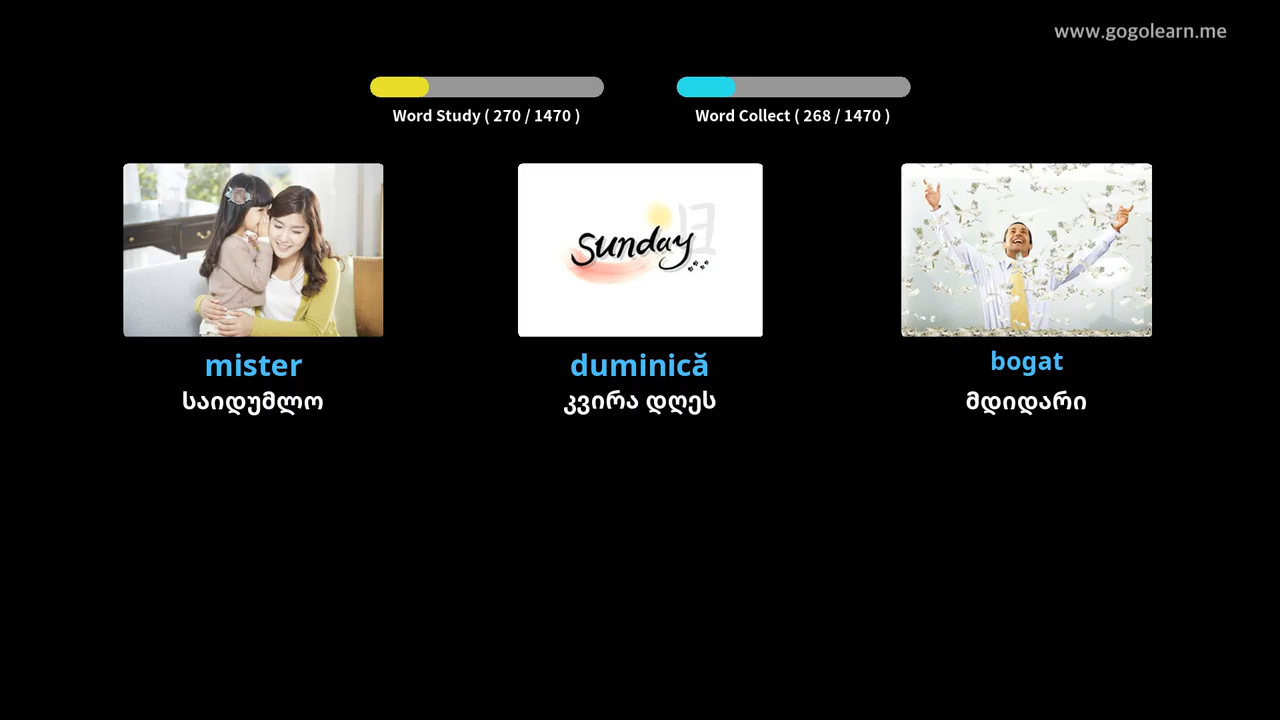 www.gogolearn.me
Word Study ( 270 / 1470 )
Word Collect ( 268 / 1470 )
Sunday
mister
duminică
bogat
საიდუმლო
კვირა დღეს
მდიდარი